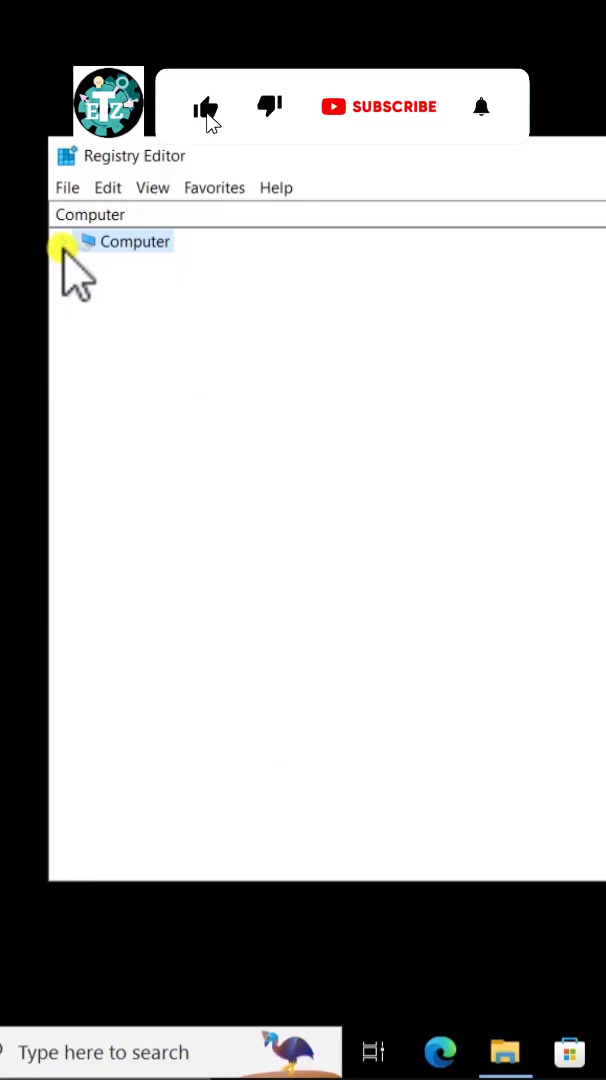 ETZ
SUBSCRIBE
Registry Editor
File Edit View Favorites Help
Computer
Computer
Type here to search